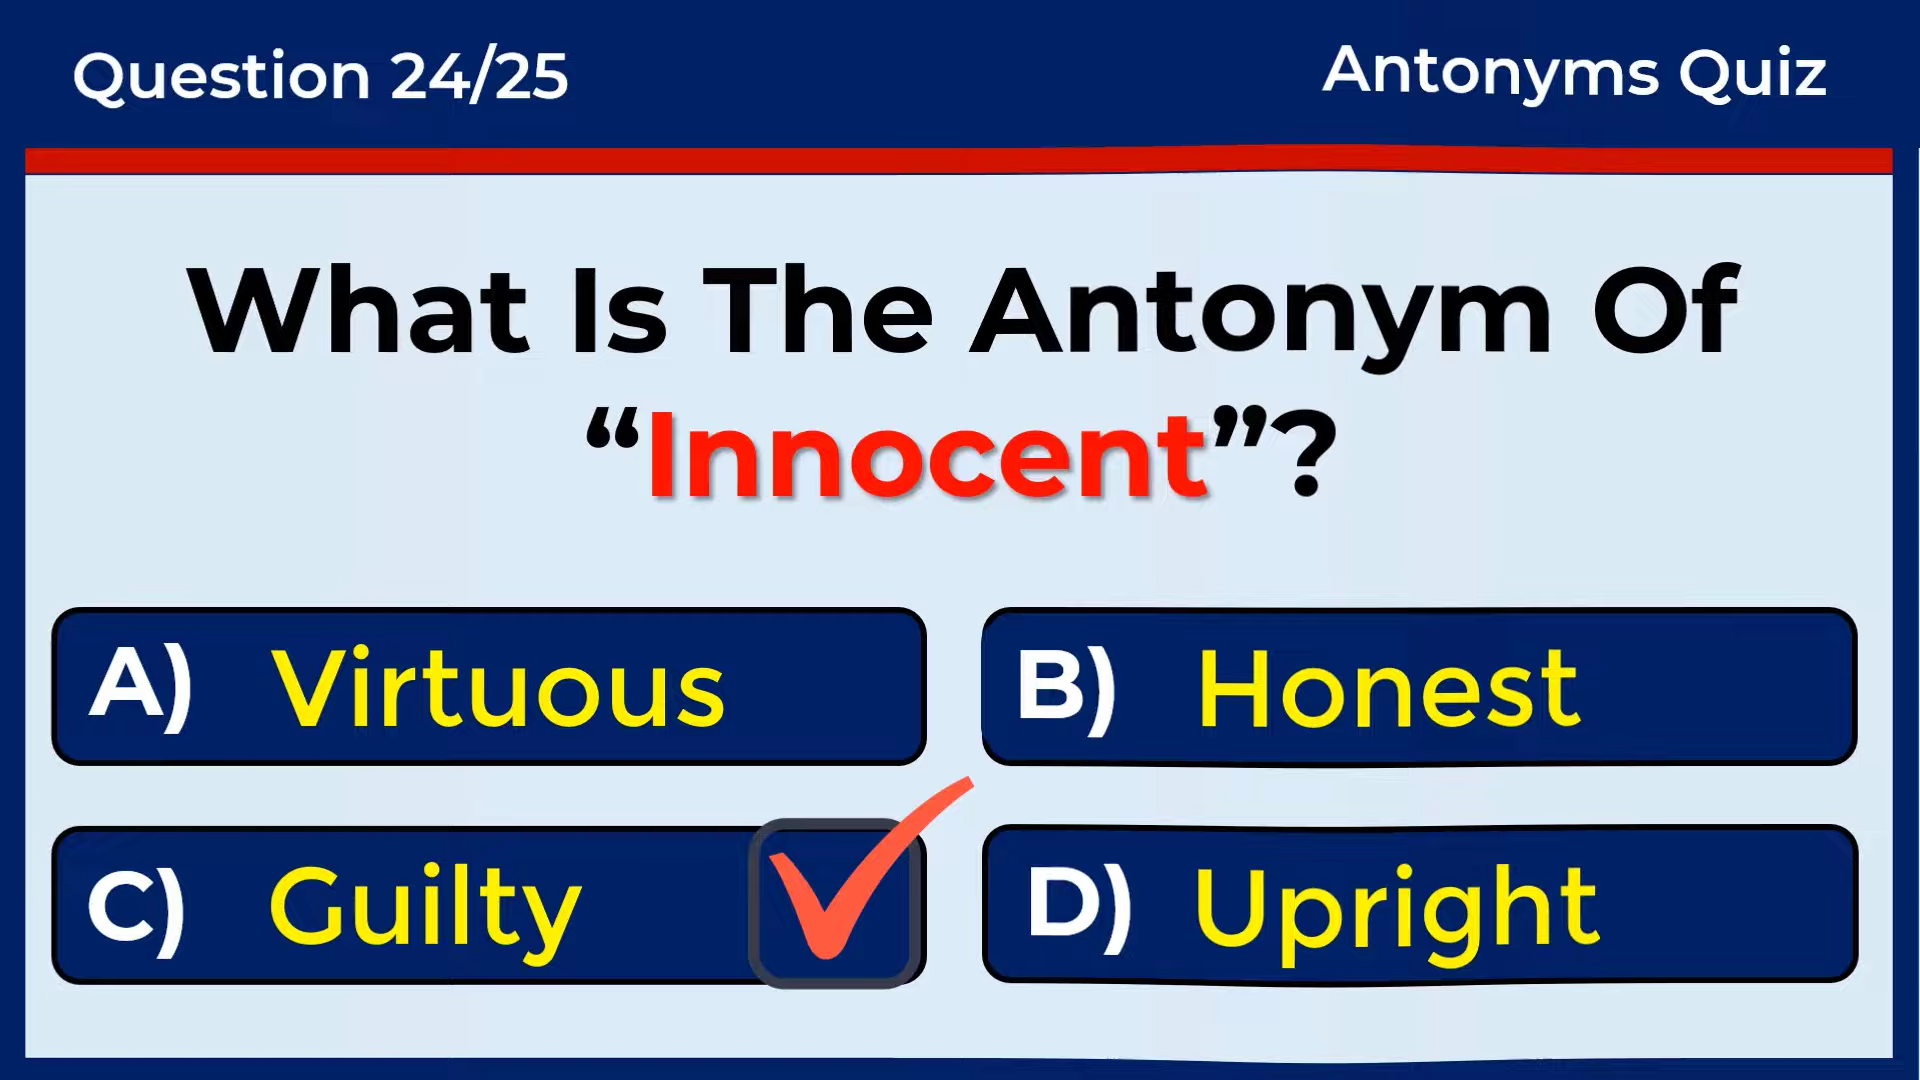 Question 24/25
Antonyms Quiz
What Is The Antonym Of
“Innocent”?
A) Virtuous
B) Honest
C) Guilty
D) Upright